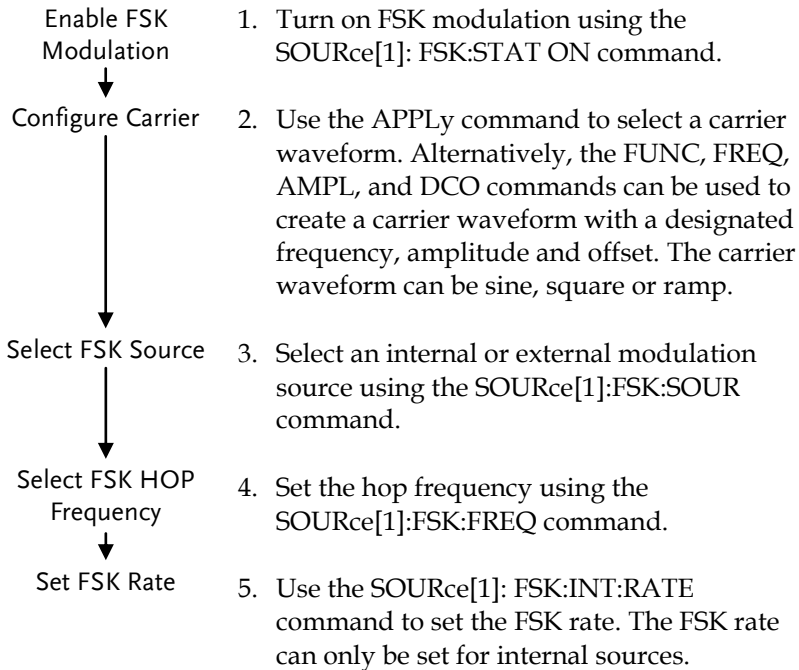 Enable FSK
Modulation
1. Turn on FSK modulation using the
SOURce[1]: FSK:STAT ON command.
Configure Carrier
2. Use the APPLy command to select a carrier
waveform. Alternatively, the FUNC, FREQ,
AMPL, and DCO commands can be used to
create a carrier waveform with a designated
frequency, amplitude and offset. The carrier
waveform can be sine, square or ramp.
Select FSK Source
3. Select an internal or external modulation
source using the SOURce[1]:FSK:SOUR
command.
Select FSK HOP
Frequency
4. Set the hop frequency using the
SOURce[1]:FSK:FREQ command.
Set FSK Rate
5. Use the SOURce[1]: FSK:INT:RATE
command to set the FSK rate. The FSK rate
can only be set for internal sources.